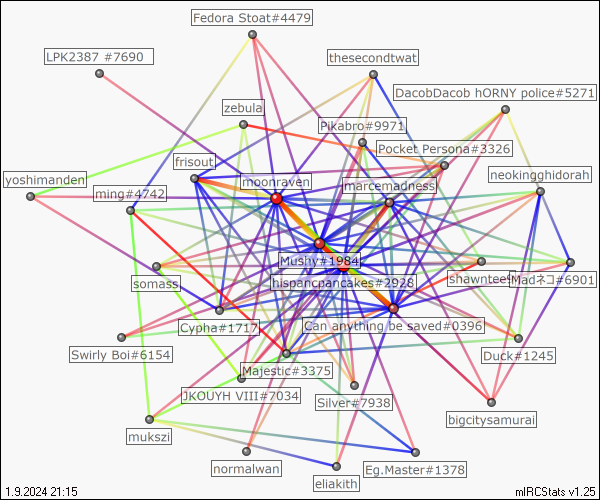 Fedora Stoat#4479
LPK2387 #7690
thesecondtwat
DacobDacob hORNY police#5271
zebula
Pikabro#9971
Pocket Persona#3326
frisout
yoshimanden
moonraven
marcemadness
neokingghidorah
ming#4742
Mushy#1984
somass
hispanicpancakes#2928
Madネコ#6901
Cypha#1717
Can anything be saved#0396
Swirly Boi#6154
Duck#1245
Majestic#3375
JKOUYH VIII#7034
Silver#7938
bigcitysamurai
mukszi
normalwan
Eg.Master#1378
eliakith
1.9.2024 21:15
mIRCStats v1.25